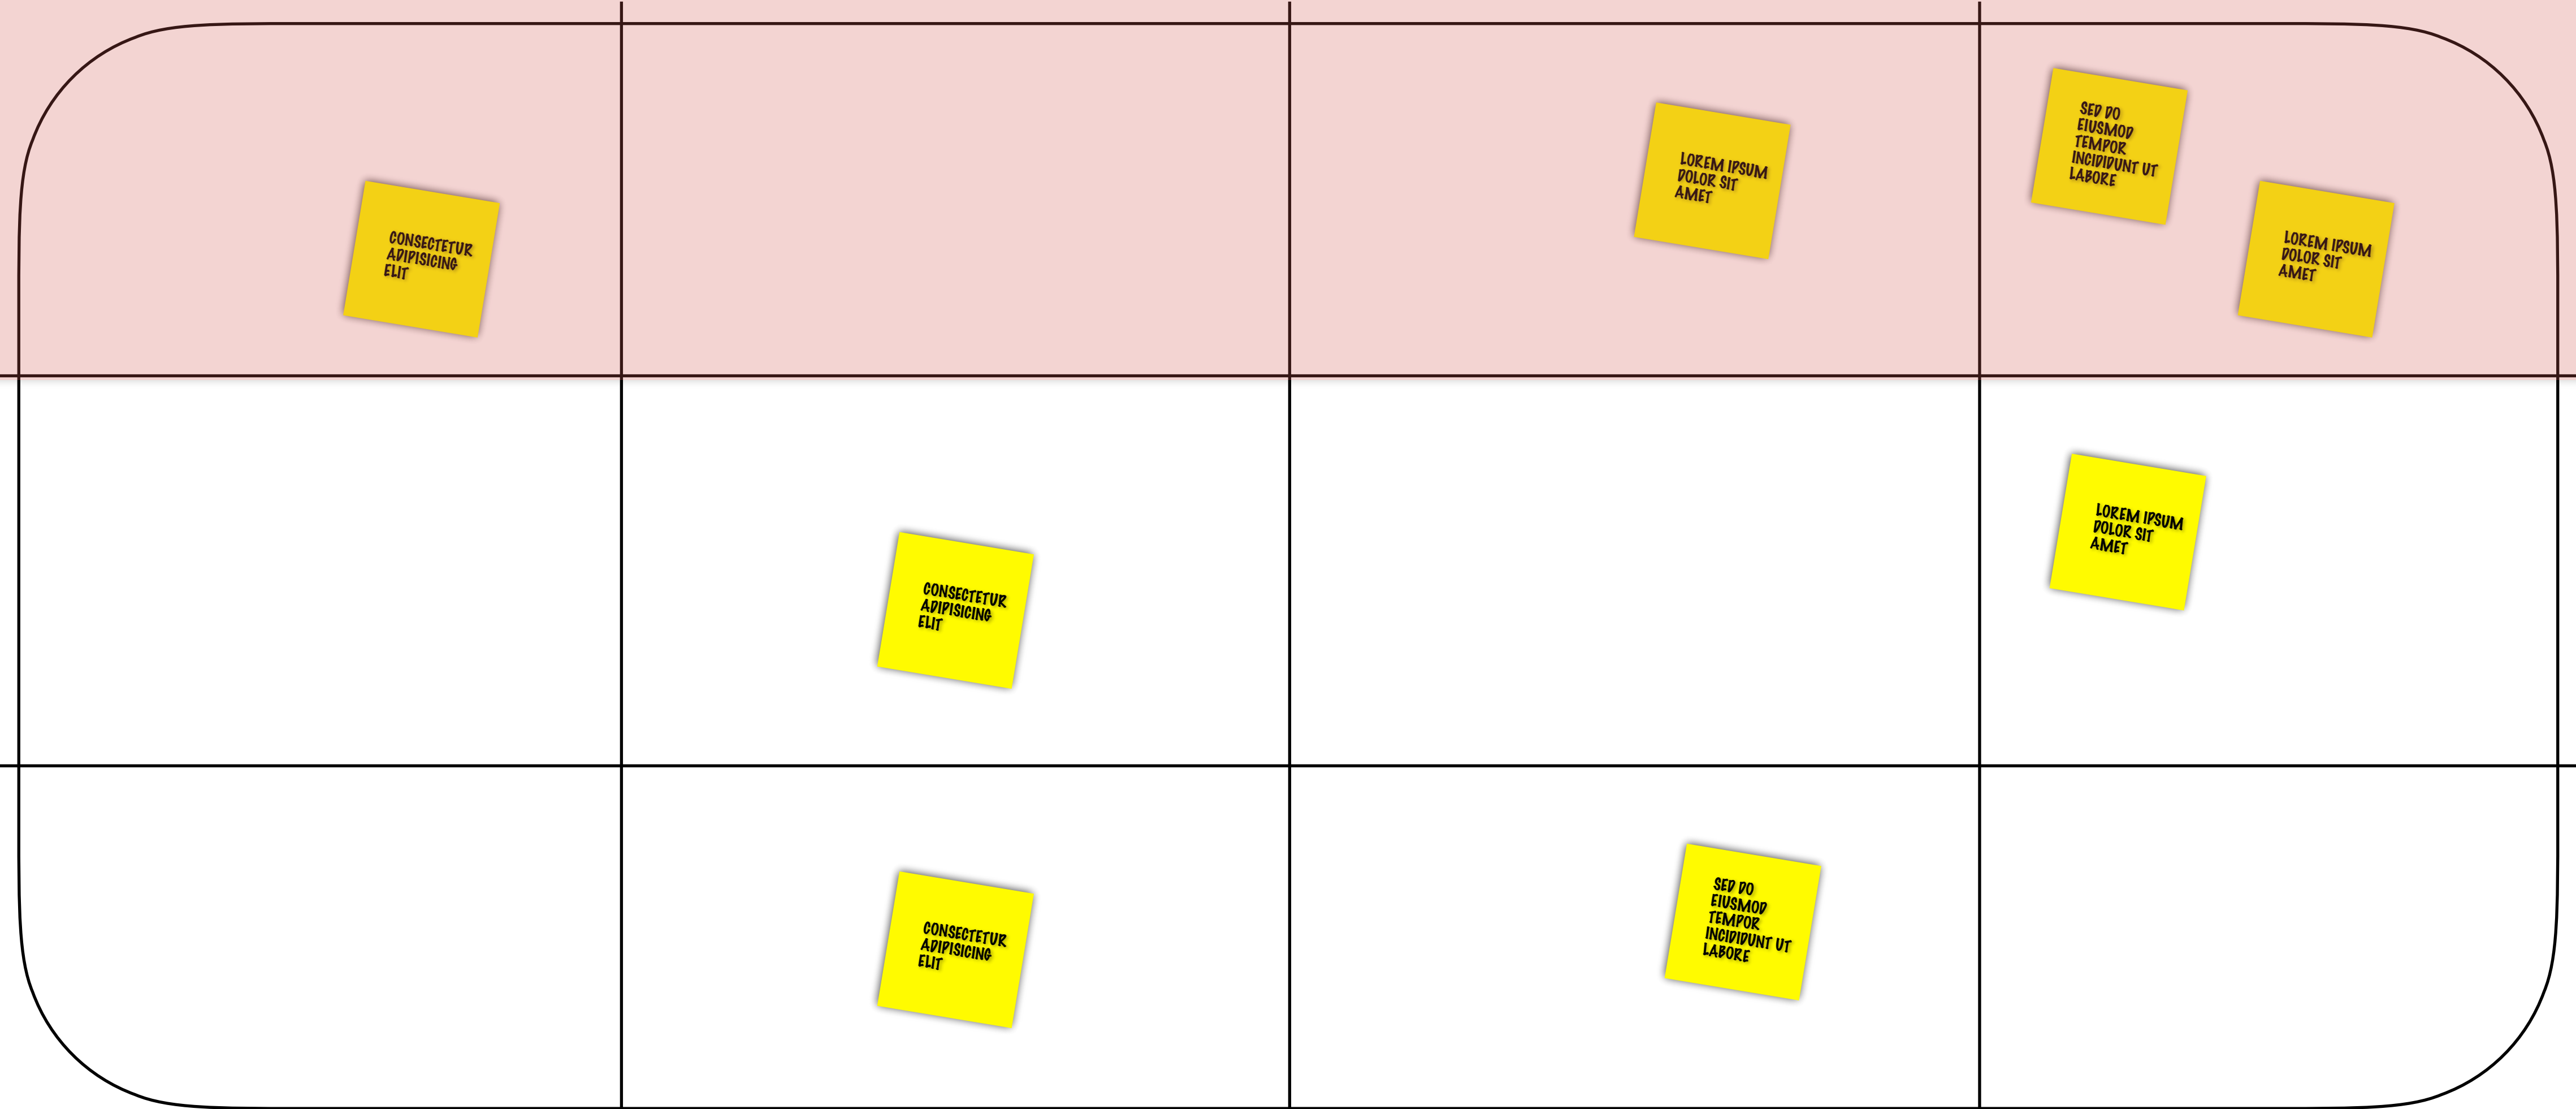 CONSECTETUR
ADIPISICING
ELIT
LOREM IPSUM
DOLOR SIT
AMET
SED DO
EIUSMOD
TEMPOR
INCIDIDUNT UT
LABORE
LOREM IPSUM
DOLOR SIT
AMET
CONSECTETUR
ADIPISICING
ELIT
LOREM IPSUM
DOLOR SIT
AMET
CONSECTETUR
ADIPISICING
ELIT
SED DO
EIUSMOD
TEMPOR
INCIDIDUNT UT
LABORE